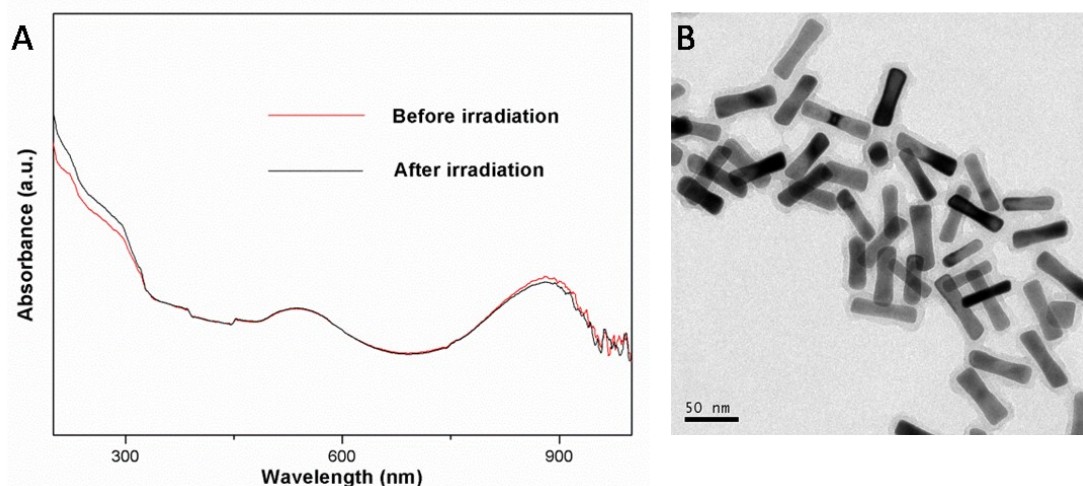 A
Absorbance (a.u.)
Before irradiation
After irradiation
300
600
900
Wavelength (nm)
B
50 nm